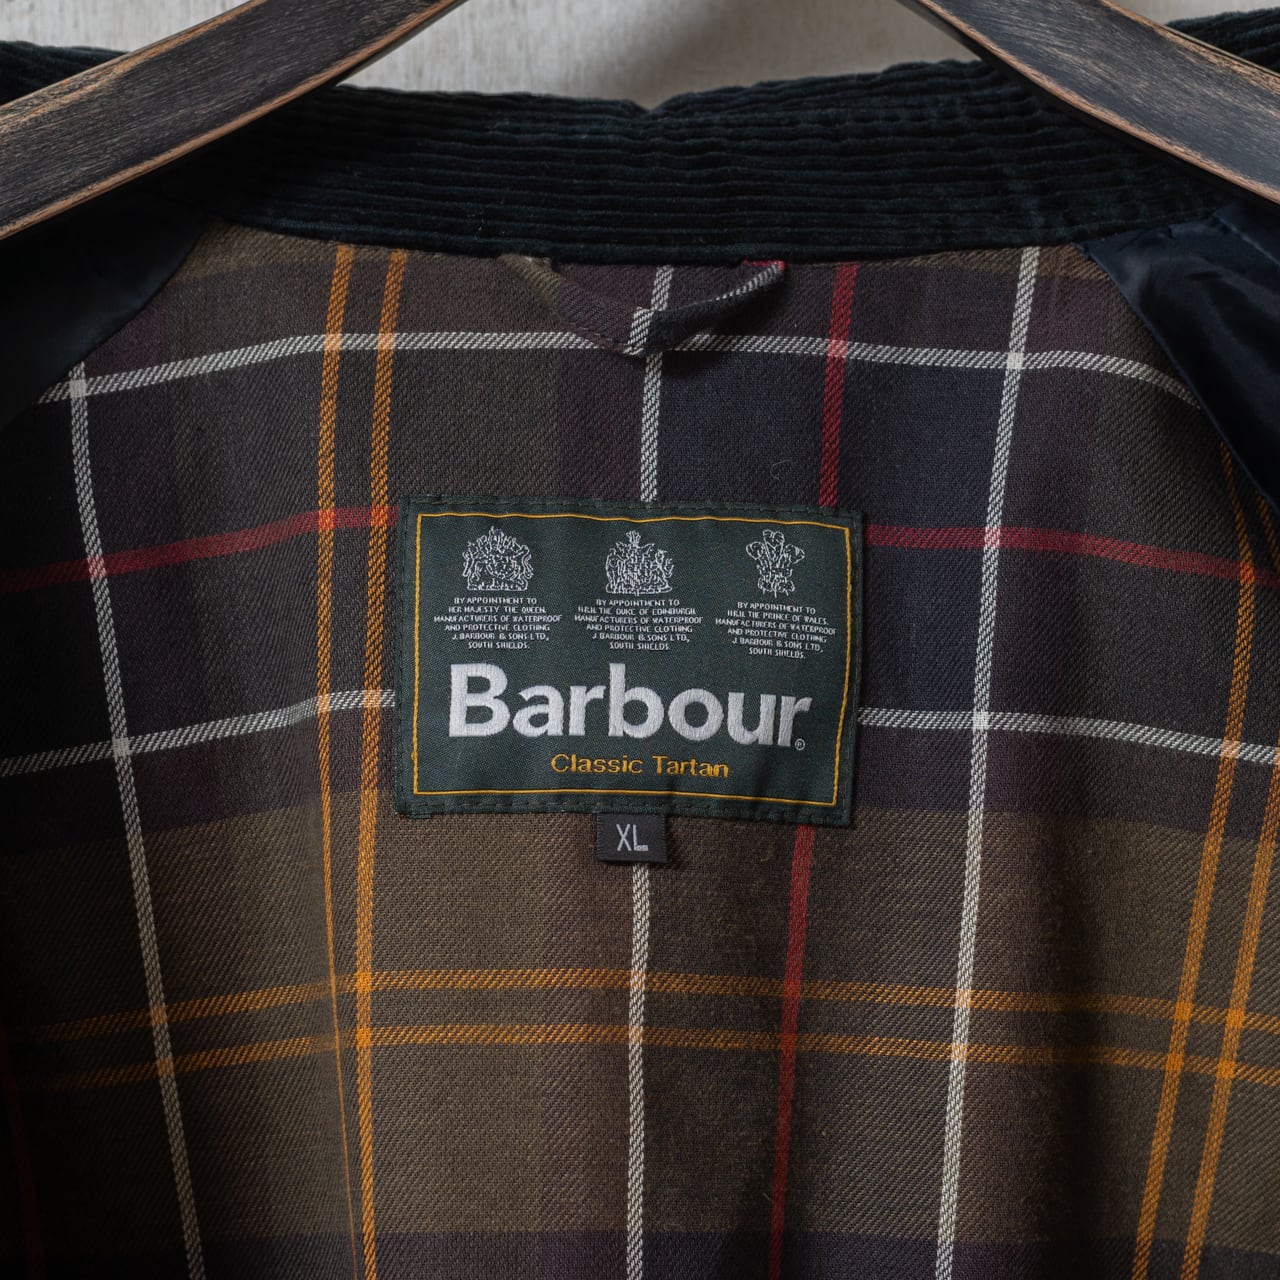 BY APPOINTMENT TO
HER MAJESTY THE QUEEN.
MANUFACTURERS OF WATERPROOF
AND PROTECTIVE CLOTHING
J. BARBOUR & SONS LTD,
SOUTH SHIELDS.
BY APPOINTMENT TO
H.R.H. THE DUKE OF EDINBURGH.
MANUFACTURERS OF WATERPROOF
AND PROTECTIVE CLOTHING
J. BARBOUR & SONS LTD,
SOUTH SHIELDS.
BY APPOINTMENT TO
H.R.H. THE PRINCE OF WALES.
MANUFACTURERS OF WATERPROOF
AND PROTECTIVE CLOTHING
J. BARBOUR & SONS LTD,
SOUTH SHIELDS.
Barbour®
Classic Tartan
XL